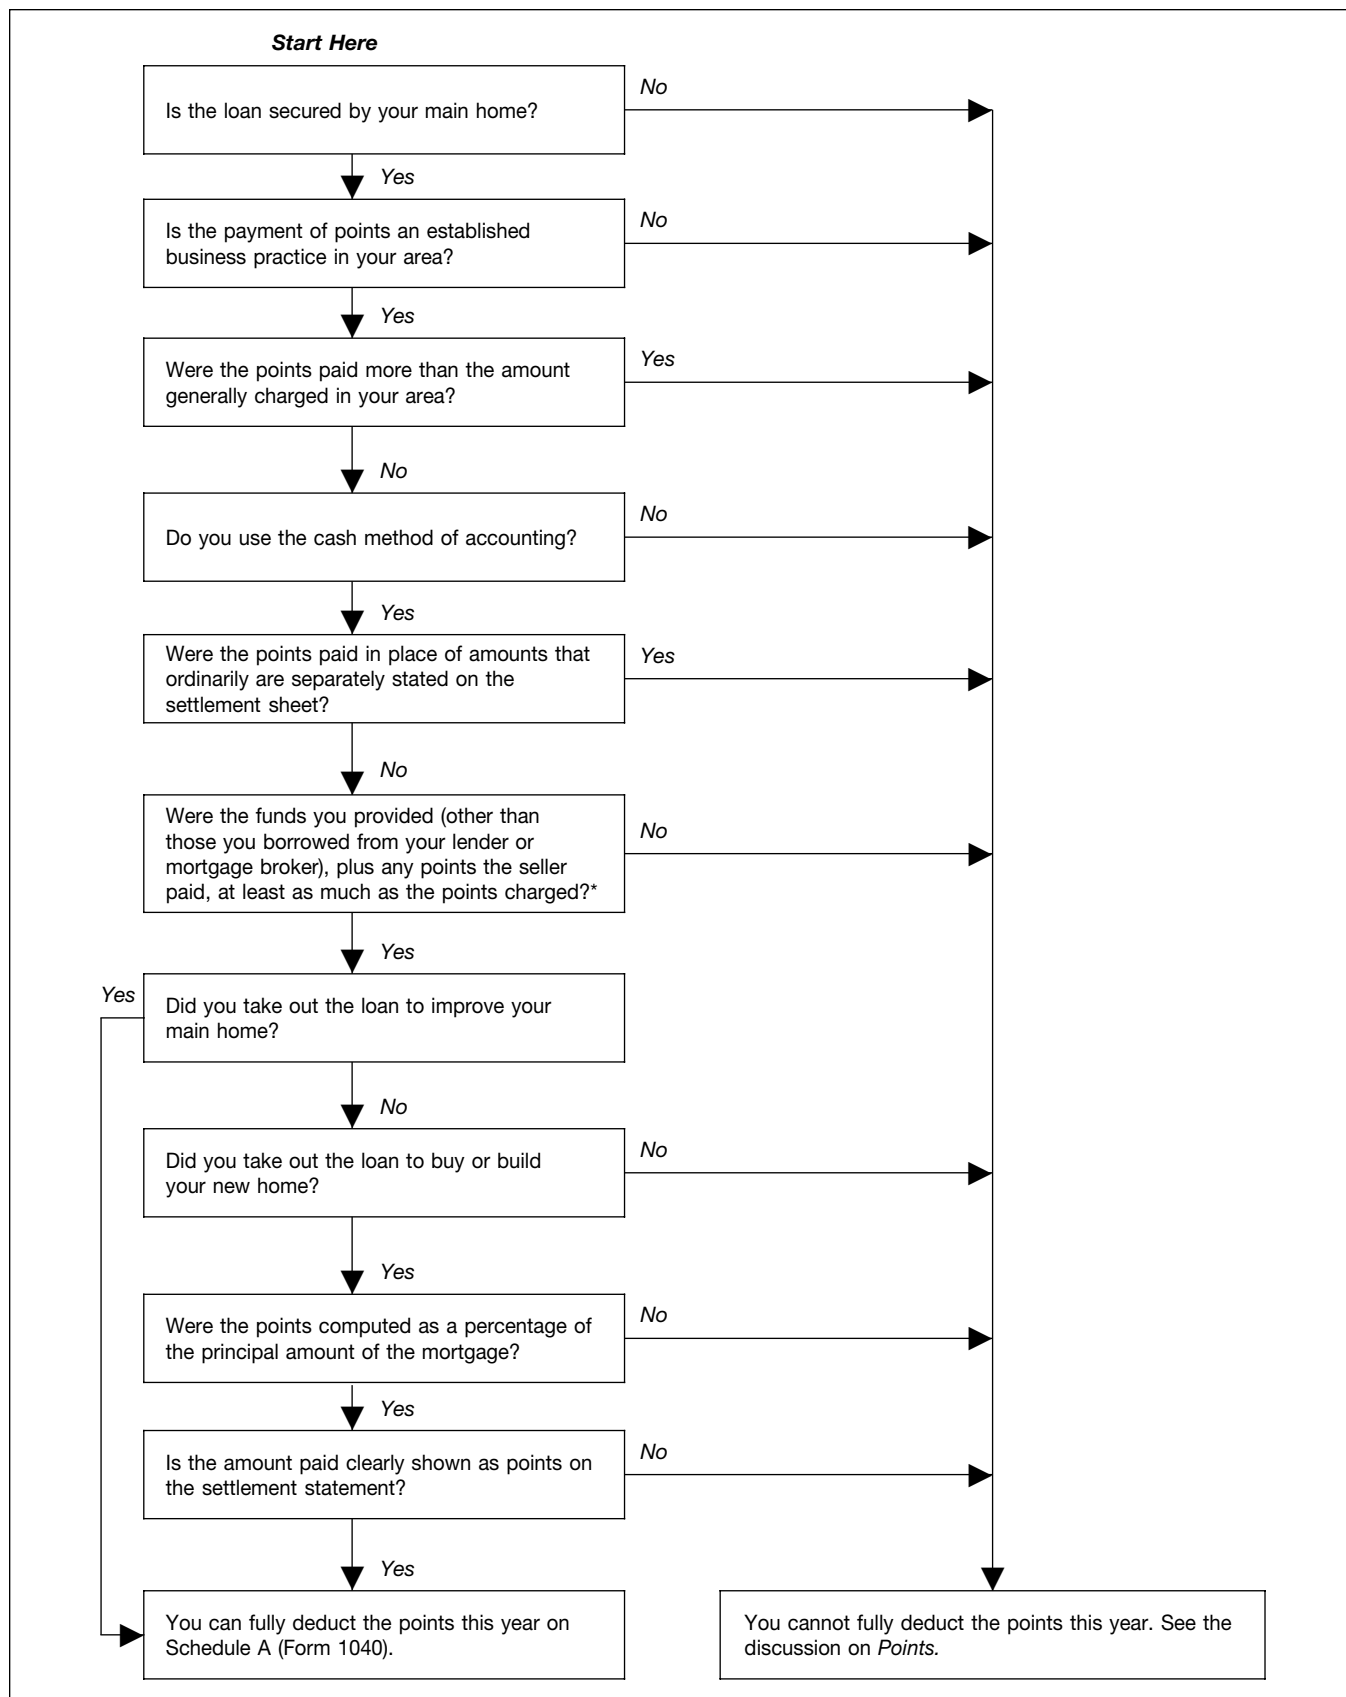 Start Here
Is the loan secured by your main home?
No
Yes
Is the payment of points an established
business practice in your area?
No
Yes
Were the points paid more than the amount
generally charged in your area?
Yes
No
Do you use the cash method of accounting?
No
Yes
Were the points paid in place of amounts that
ordinarily are separately stated on the
settlement sheet?
Yes
No
Were the funds you provided (other than
those you borrowed from your lender or
mortgage broker), plus any points the seller
paid, at least as much as the points charged?*
No
Yes
Yes
Did you take out the loan to improve your
main home?
No
Did you take out the loan to buy or build
your new home?
No
Yes
Were the points computed as a percentage of
the principal amount of the mortgage?
No
Yes
Is the amount paid clearly shown as points on
the settlement statement?
No
Yes
You can fully deduct the points this year on
Schedule A (Form 1040).
You cannot fully deduct the points this year. See the
discussion on Points.